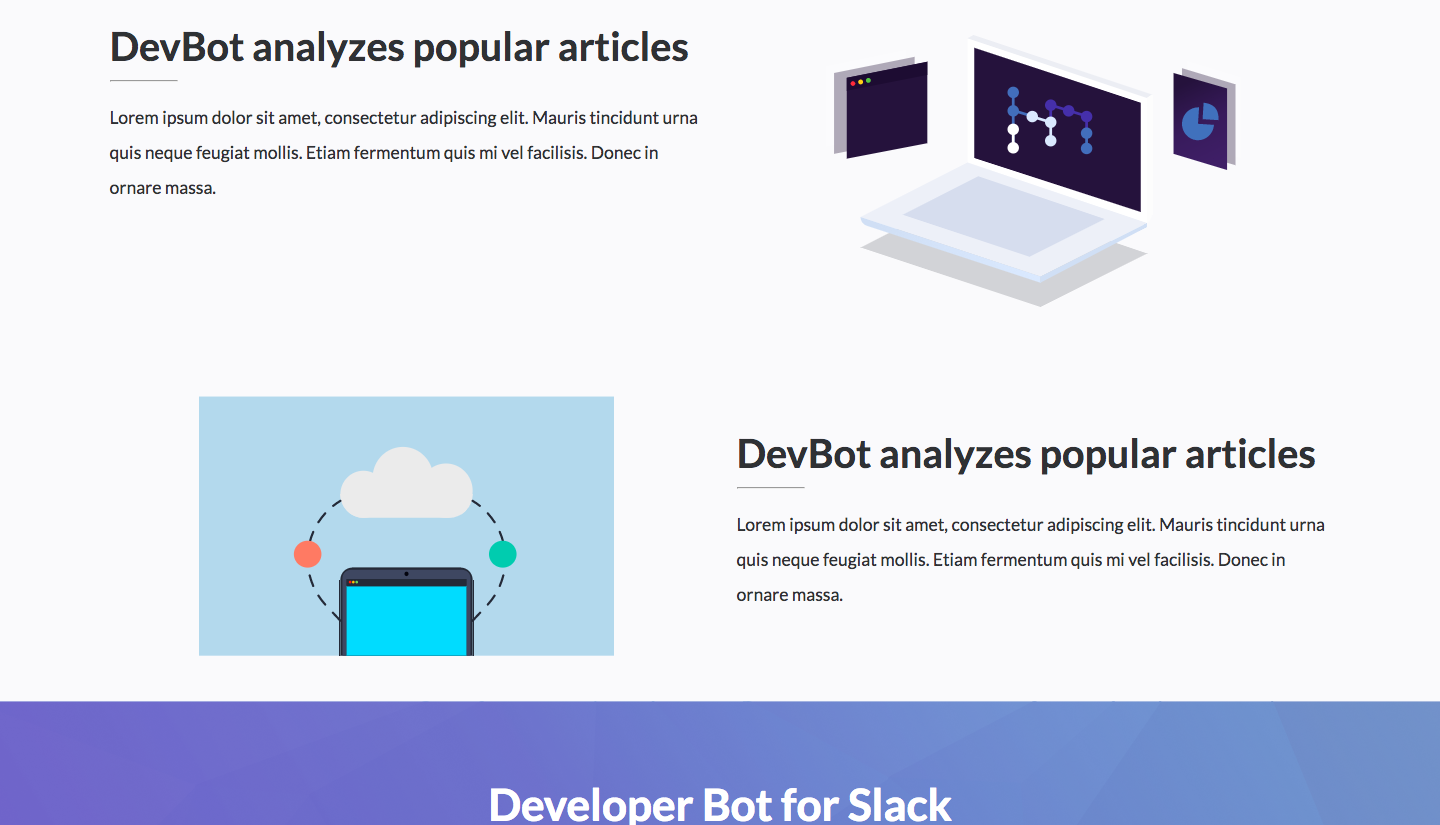 DevBot analyzes popular articles
Lorem ipsum dolor sit amet, consectetur adipiscing elit. Mauris tincidunt urna
quis neque feugiat mollis. Etiam fermentum quis mi vel facilisis. Donec in
ornare massa.
DevBot analyzes popular articles
Lorem ipsum dolor sit amet, consectetur adipiscing elit. Mauris tincidunt urna
quis neque feugiat mollis. Etiam fermentum quis mi vel facilisis. Donec in
ornare massa.
Developer Bot for Slack